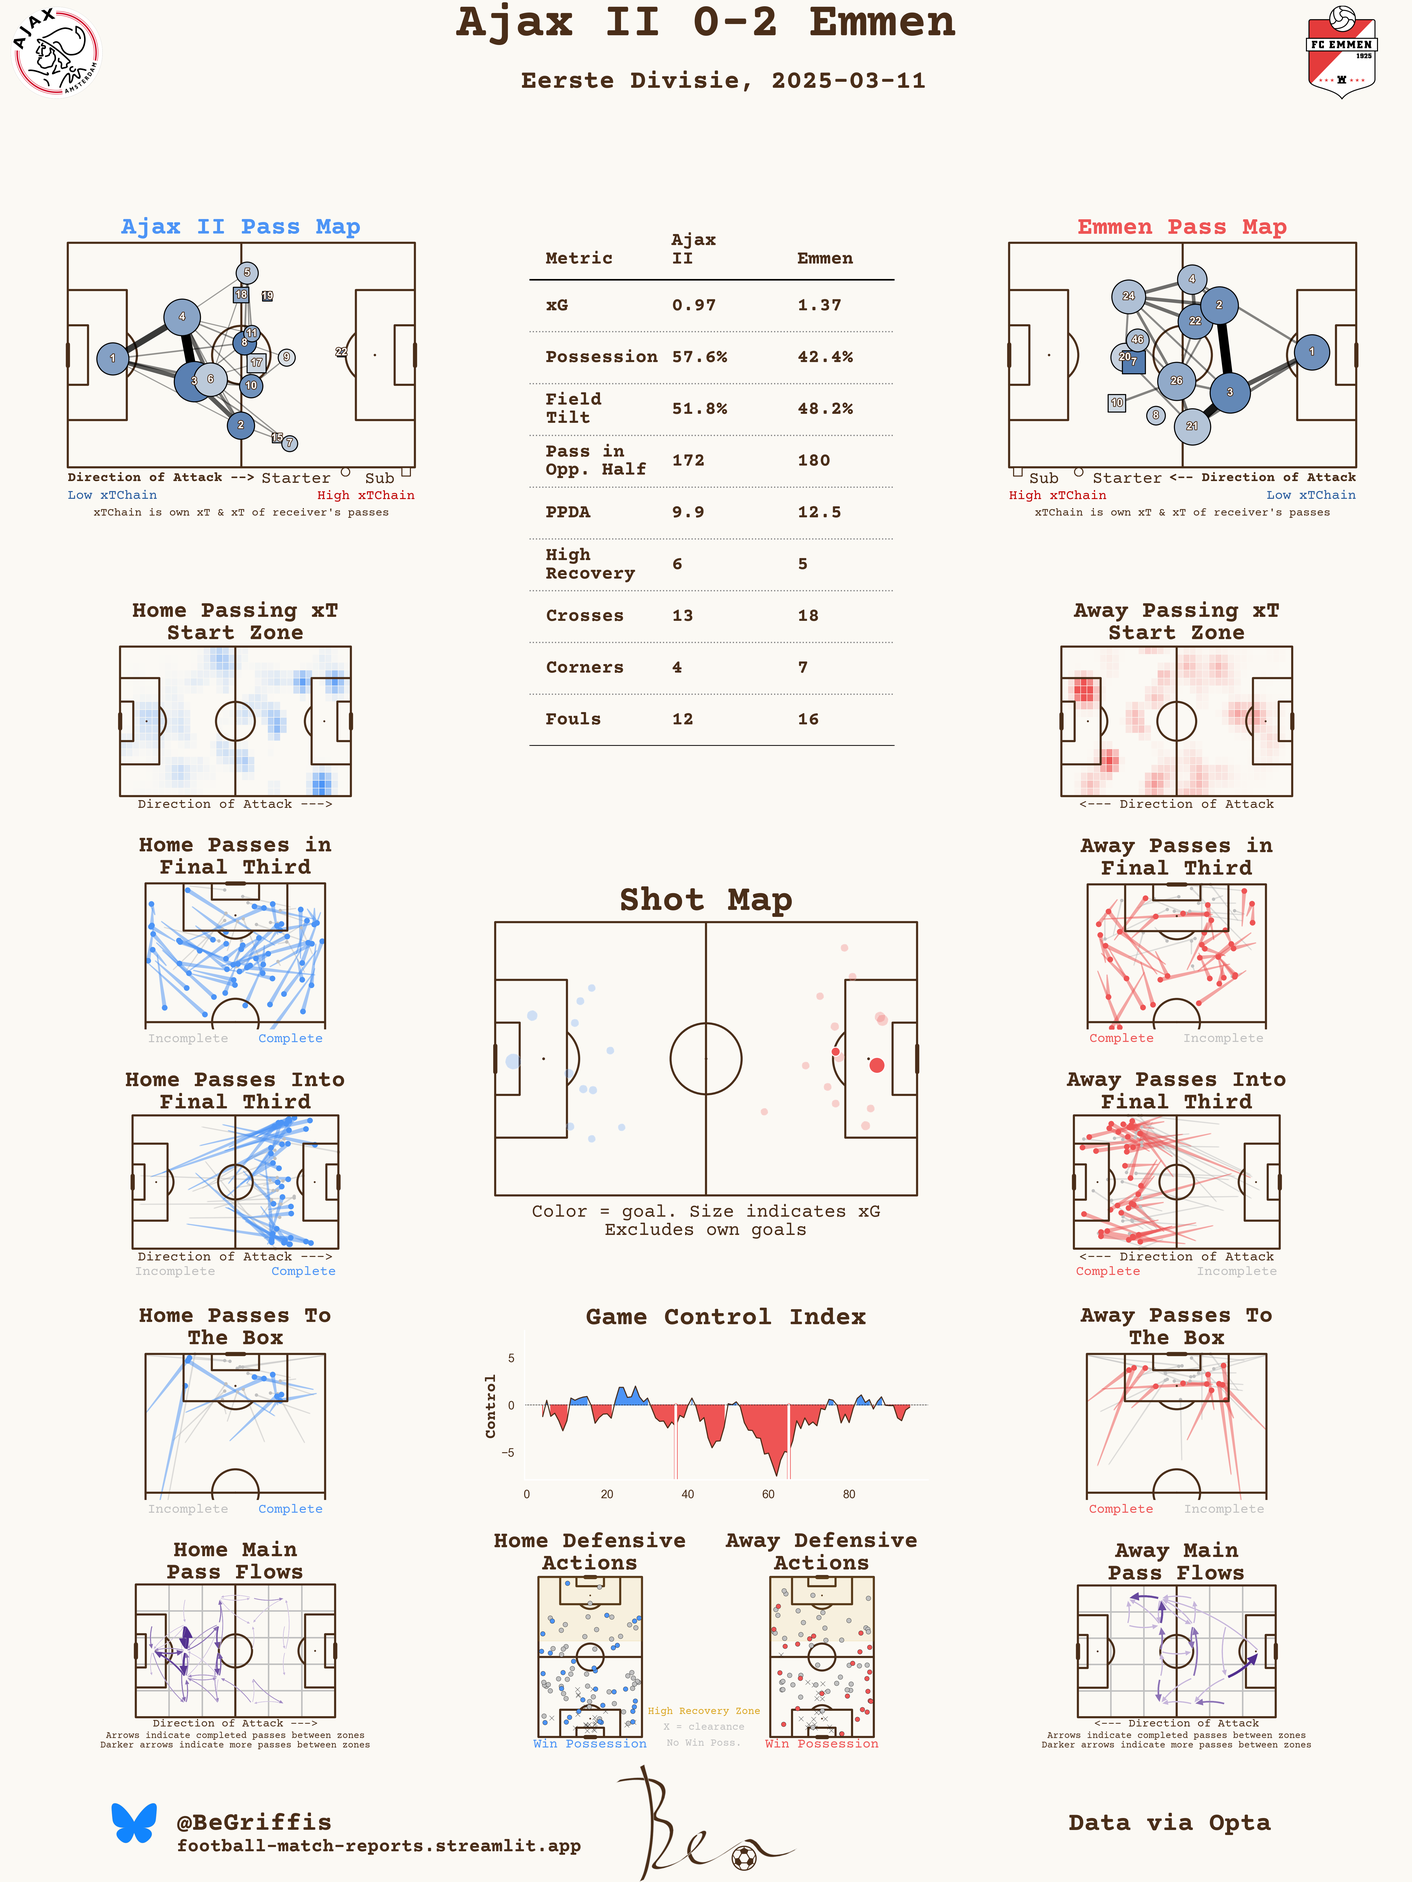 Ajax II 0-2 Emmen
Eerste Divisie, 2025-03-11
AJAX
AMSTERDAM
FC EMMEN
1925
Ajax II Pass Map
1
4
3
6
5
18
19
11
8
17
9
10
2
15
7
22
Direction of Attack --> Starter Sub
Low xTChain High xTChain
xTChain is own xT & xT of receiver's passes
Metric Ajax II Emmen
xG 0.97 1.37
Possession 57.6% 42.4%
Field Tilt 51.8% 48.2%
Pass in Opp. Half 172 180
PPDA 9.9 12.5
High Recovery 6 5
Crosses 13 18
Corners 4 7
Fouls 12 16
Emmen Pass Map
4
24
2
22
46
20
7
1
26
3
10
8
21
Sub Starter <-- Direction of Attack
High xTChain Low xTChain
xTChain is own xT & xT of receiver's passes
Home Passing xT
Start Zone
Direction of Attack --->
Away Passing xT
Start Zone
<--- Direction of Attack
Home Passes in
Final Third
Incomplete Complete
Away Passes in
Final Third
Complete Incomplete
Shot Map
Color = goal. Size indicates xG
Excludes own goals
Home Passes Into
Final Third
Direction of Attack --->
Incomplete Complete
Away Passes Into
Final Third
<--- Direction of Attack
Complete Incomplete
Home Passes To
The Box
Incomplete Complete
Game Control Index
Control
5
0
−5
0 20 40 60 80
Away Passes To
The Box
Complete Incomplete
Home Main
Pass Flows
Direction of Attack --->
Arrows indicate completed passes between zones
Darker arrows indicate more passes between zones
Home Defensive
Actions
Win Possession
High Recovery Zone
X = clearance
No Win Poss.
Away Defensive
Actions
Win Possession
Away Main
Pass Flows
<--- Direction of Attack
Arrows indicate completed passes between zones
Darker arrows indicate more passes between zones
@BeGriffis
football-match-reports.streamlit.app
Ben
Data via Opta